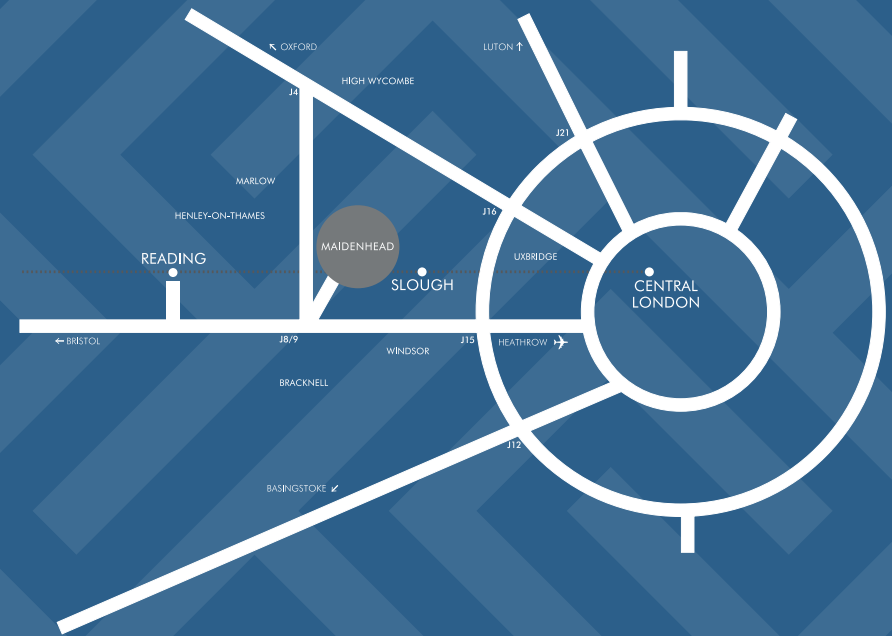 ↖ OXFORD
LUTON ↑
HIGH WYCOMBE
J4
J21
MARLOW
J16
HENLEY-ON-THAMES
MAIDENHEAD
UXBRIDGE
READING
SLOUGH
CENTRAL
LONDON
← BRISTOL
J8/9
J15
HEATHROW
WINDSOR
BRACKNELL
J12
BASINGSTOKE ↙